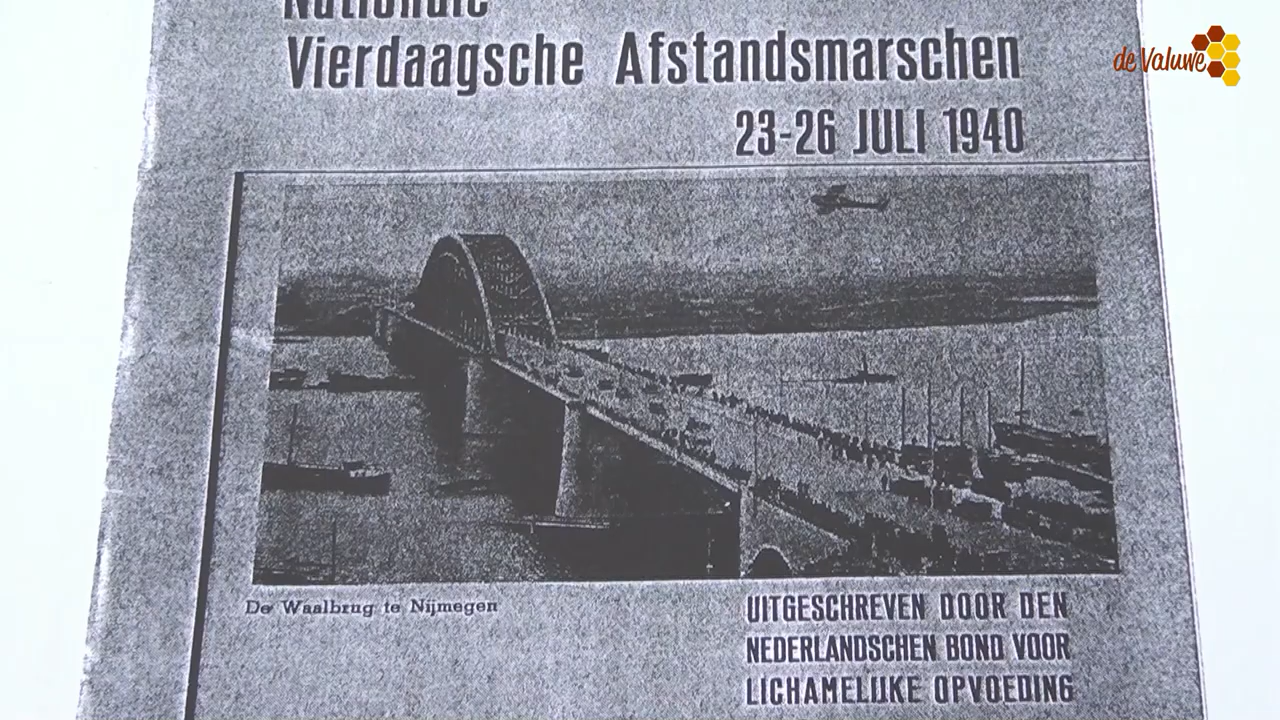 Nationale
Vierdaagsche Afstandsmarschen
23-26 JULI 1940
de Valuwe
De Waalbrug te Nijmegen
UITGESCHREVEN DOOR DEN
NEDERLANDSCHEN BOND VOOR
LICHAMELIJKE OPVOEDING